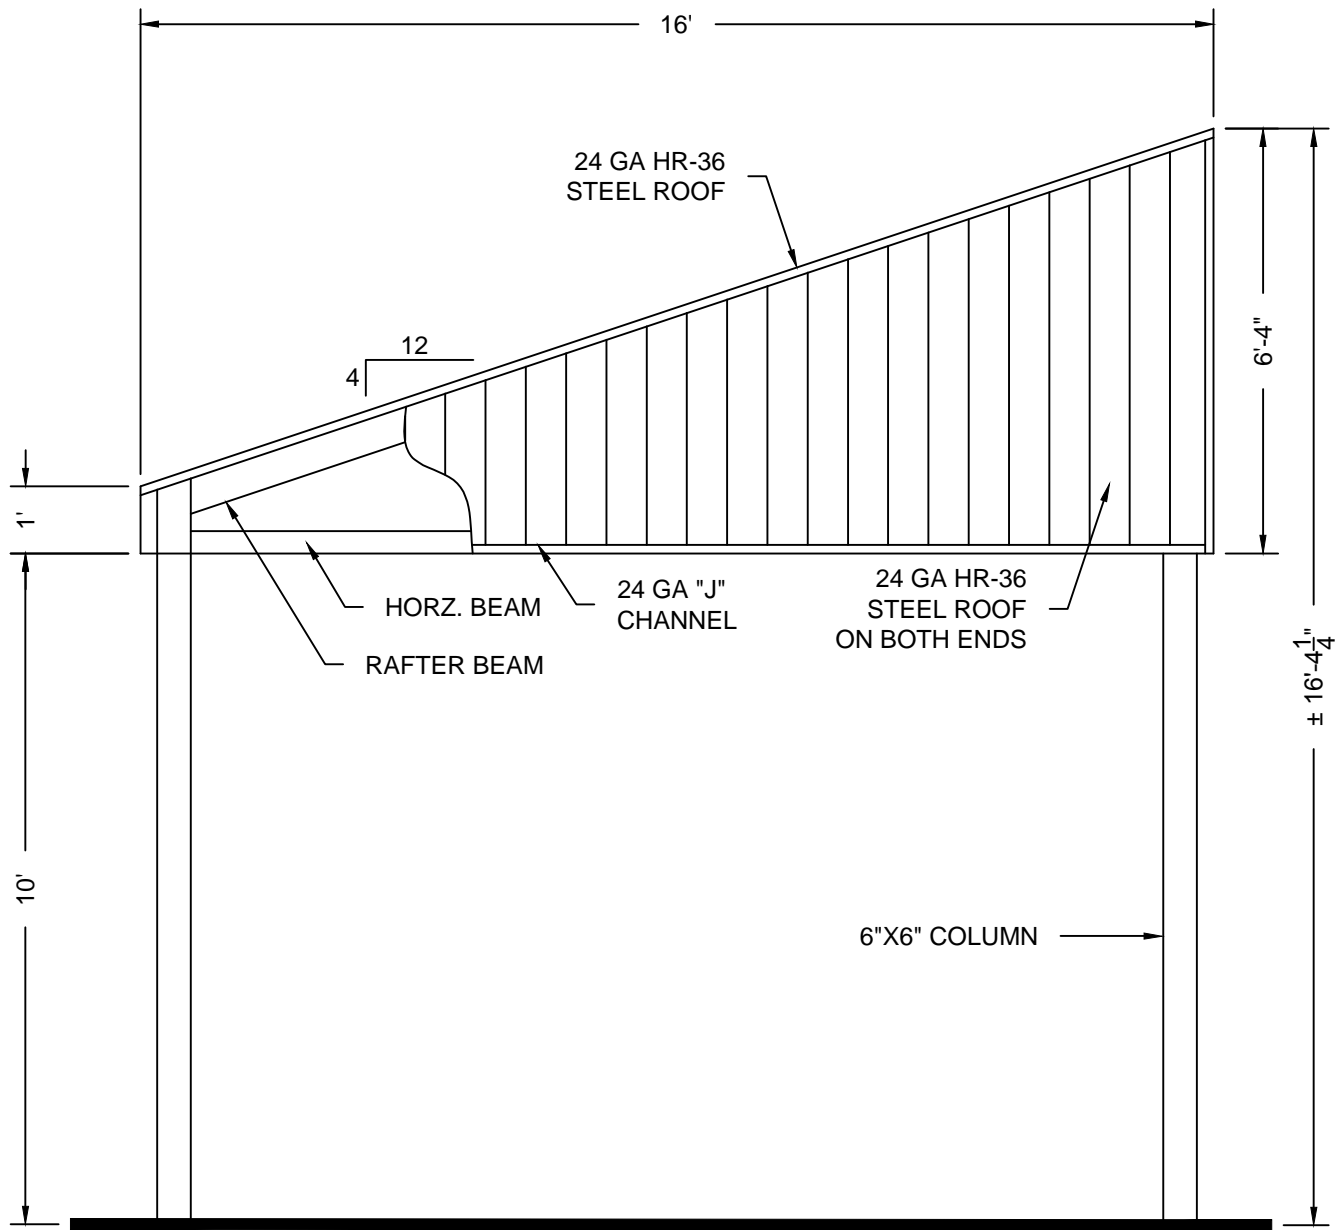 16'
24 GA HR-36
STEEL ROOF
12
4
6'-4"
1'
24 GA "J"
CHANNEL
24 GA HR-36
STEEL ROOF
ON BOTH ENDS
HORZ. BEAM
RAFTER BEAM
± 16'-4 1/4"
10'
6"X6" COLUMN